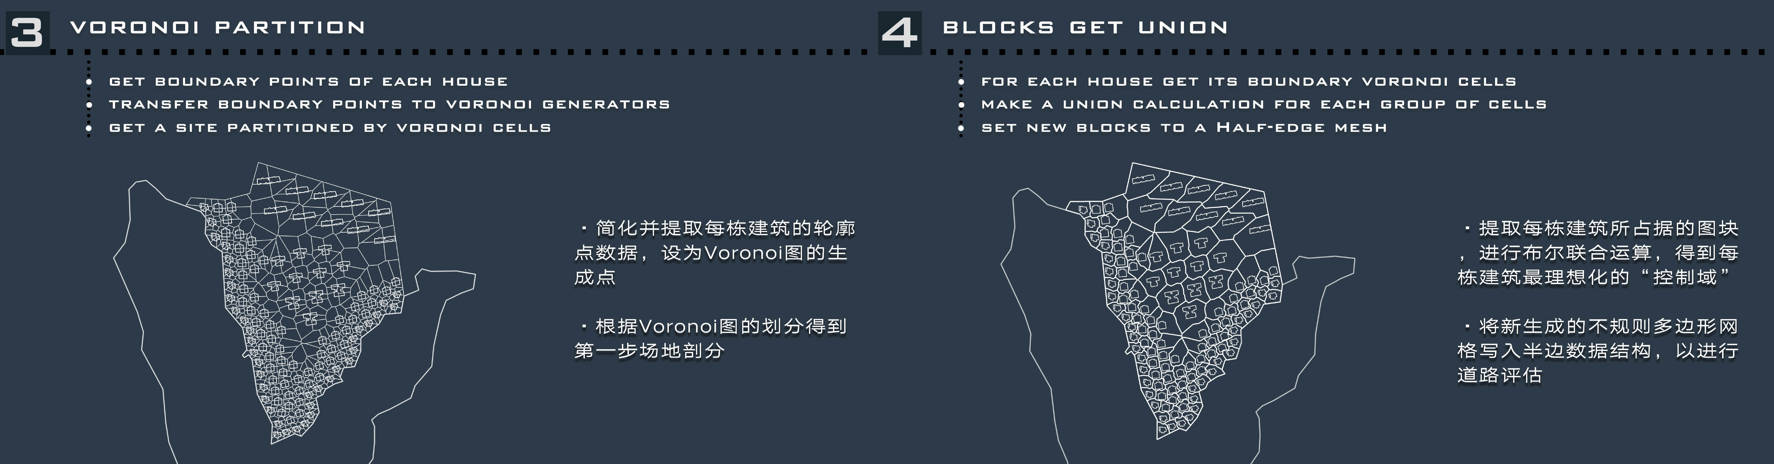 3 VORONOI PARTITION
GET BOUNDARY POINTS OF EACH HOUSE
TRANSFER BOUNDARY POINTS TO VORONOI GENERATORS
GET A SITE PARTITIONED BY VORONOI CELLS
·简化并提取每栋建筑的轮廓
点数据，设为Voronoi图的生
成点
·根据Voronoi图的划分得到
第一步场地剖分
4 BLOCKS GET UNION
FOR EACH HOUSE GET ITS BOUNDARY VORONOI CELLS
MAKE A UNION CALCULATION FOR EACH GROUP OF CELLS
SET NEW BLOCKS TO A HALF-EDGE MESH
·提取每栋建筑所占据的图块
，进行布尔联合运算，得到每
栋建筑最理想化的“控制域”
·将新生成的不规则多边形网
格写入半边数据结构，以进行
道路评估